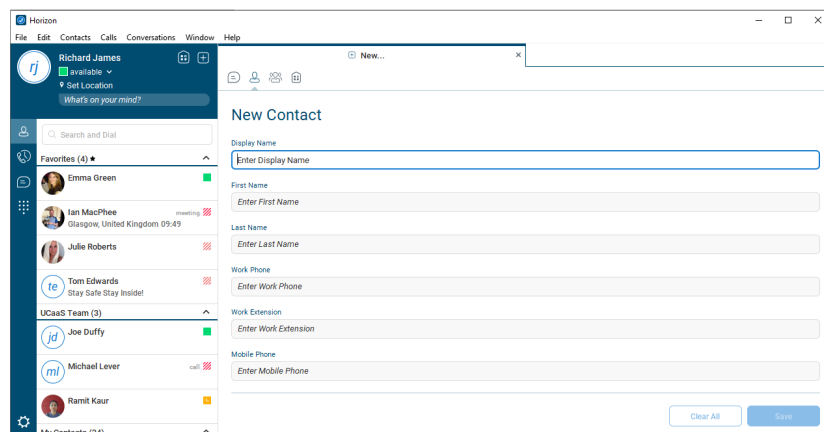 Horizon
File Edit Contacts Calls Conversations Window Help
rj
Richard James
available
Set Location
What's on your mind?
Search and Dial
Favorites (4)
Emma Green
Ian MacPhee
meeting
Glasgow, United Kingdom 09:49
Julie Roberts
te
Tom Edwards
Stay Safe Stay Inside!
UCaaS Team (3)
jd
Joe Duffy
ml
Michael Lever
call
Ramit Kaur
My Contacts (24)
New...
New Contact
Display Name
Enter Display Name
First Name
Enter First Name
Last Name
Enter Last Name
Work Phone
Enter Work Phone
Work Extension
Enter Work Extension
Mobile Phone
Enter Mobile Phone
Clear All
Save